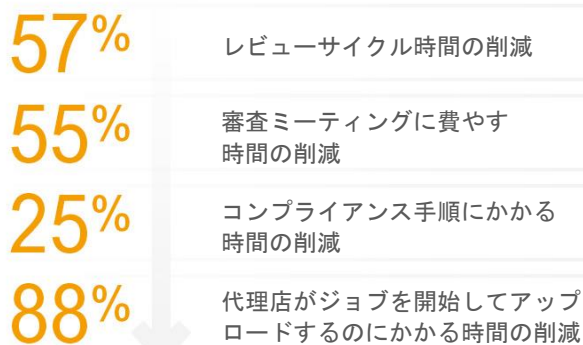 57%
レビューサイクル時間の削減
55%
審査ミーティングに費やす
時間の削減
25%
コンプライアンス手順にかかる
時間の削減
88%
代理店がジョブを開始してアップ
ロードするのにかかる時間の削減